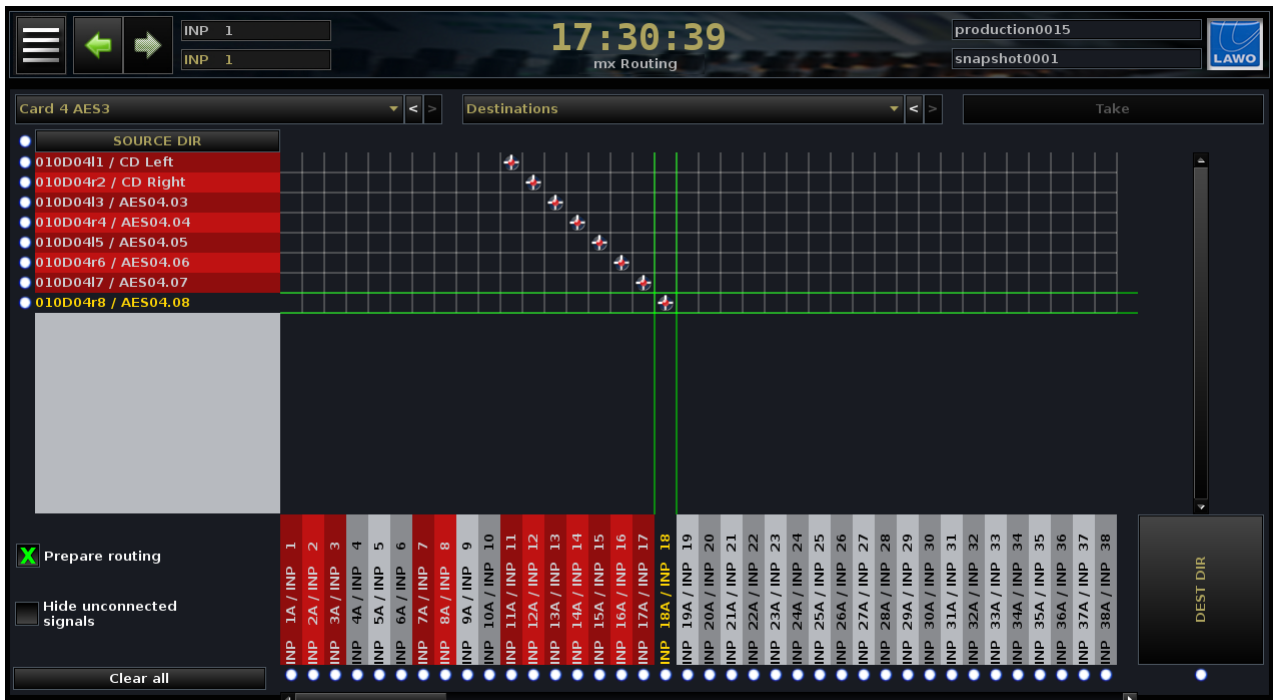 INP 1
INP 1
17:30:39
mx Routing
production0015
snapshot0001
LAWO
Card 4 AES3
<
>
Destinations
<
>
Take
SOURCE DIR
010D04l1 / CD Left
010D04r2 / CD Right
010D04l3 / AES04.03
010D04r4 / AES04.04
010D04l5 / AES04.05
010D04r6 / AES04.06
010D04l7 / AES04.07
010D04r8 / AES04.08
X Prepare routing
Hide unconnected
signals
Clear all
INP 1A / INP 1
INP 2A / INP 2
INP 3A / INP 3
INP 4A / INP 4
INP 5A / INP 5
INP 6A / INP 6
INP 7A / INP 7
INP 8A / INP 8
INP 9A / INP 9
INP 10A / INP 10
INP 11A / INP 11
INP 12A / INP 12
INP 13A / INP 13
INP 14A / INP 14
INP 15A / INP 15
INP 16A / INP 16
INP 17A / INP 17
INP 18A / INP 18
INP 19A / INP 19
INP 20A / INP 20
INP 21A / INP 21
INP 22A / INP 22
INP 23A / INP 23
INP 24A / INP 24
INP 25A / INP 25
INP 26A / INP 26
INP 27A / INP 27
INP 28A / INP 28
INP 29A / INP 29
INP 30A / INP 30
INP 31A / INP 31
INP 32A / INP 32
INP 33A / INP 33
INP 34A / INP 34
INP 35A / INP 35
INP 36A / INP 36
INP 37A / INP 37
INP 38A / INP 38
DEST DIR